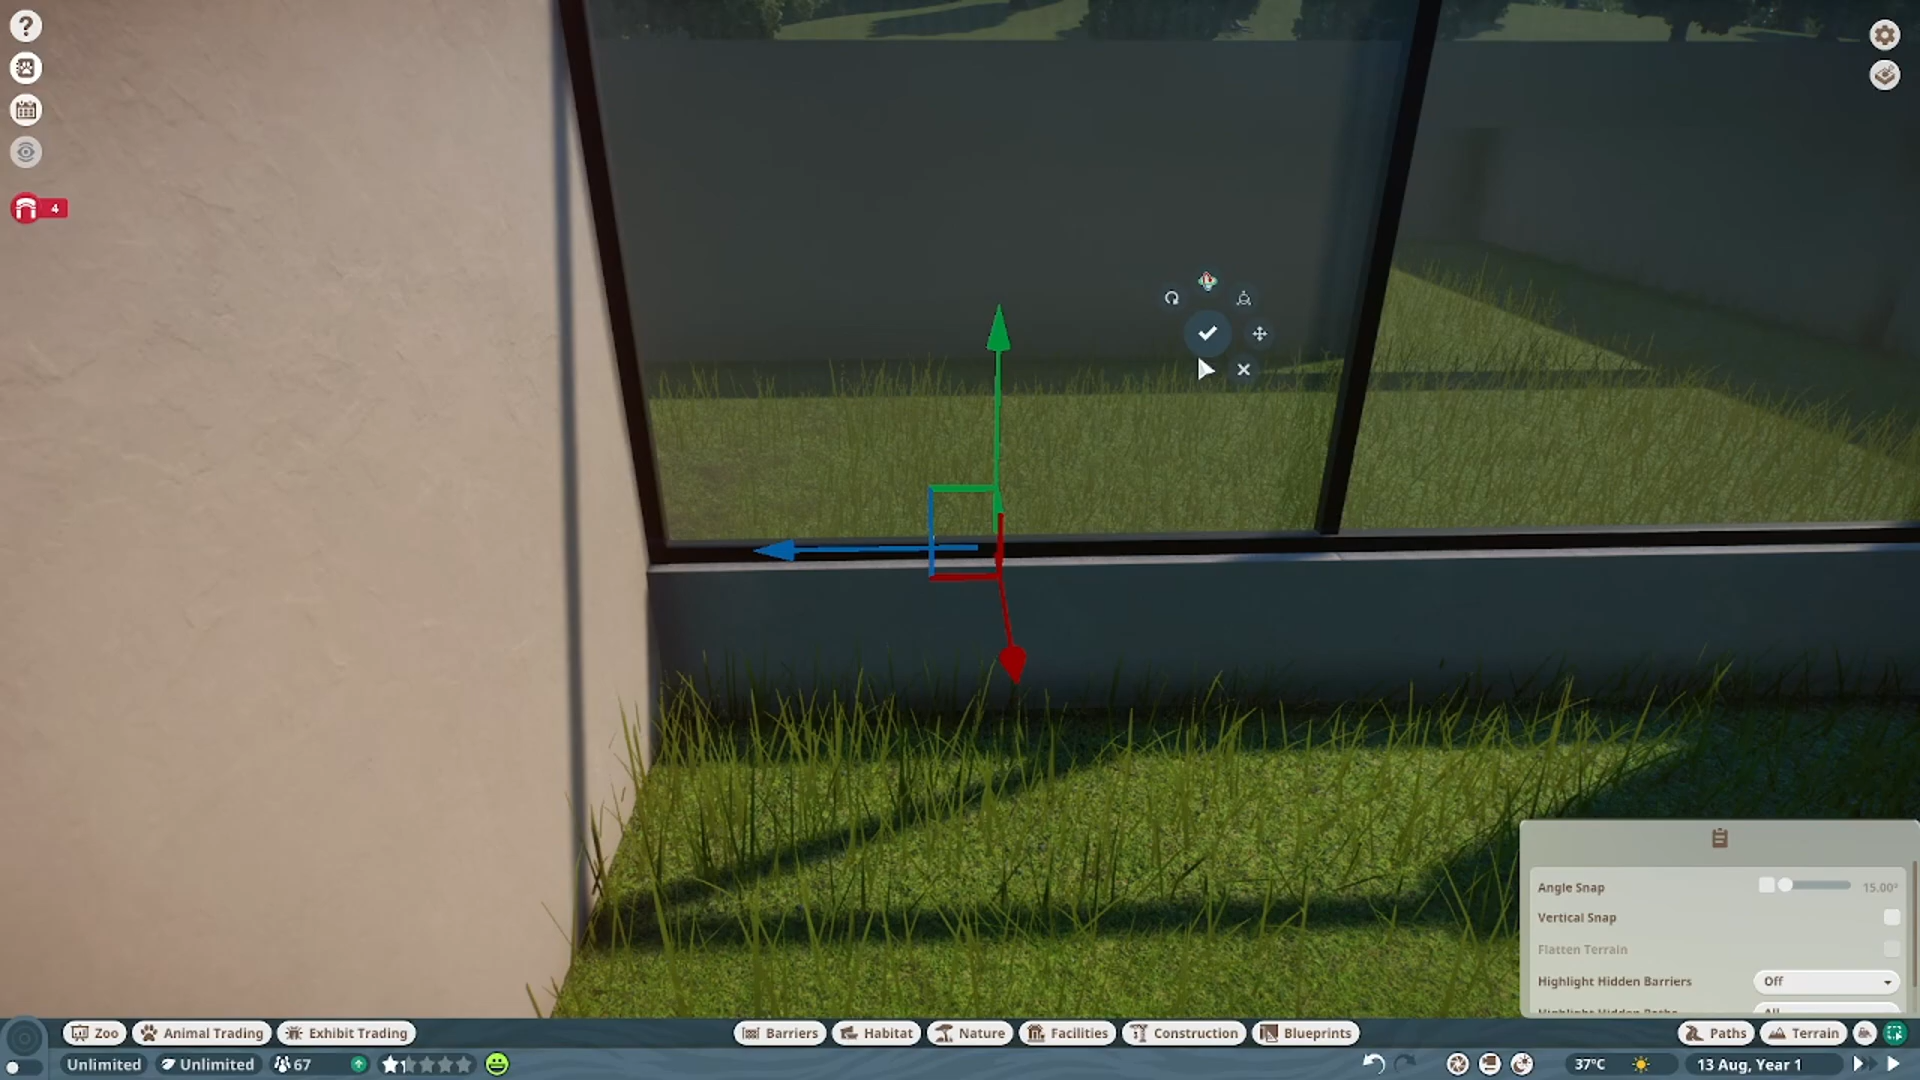 ?
4
Angle Snap 15.00°
Vertical Snap
Flatten Terrain
Highlight Hidden Barriers Off
Zoo Animal Trading Exhibit Trading Barriers Habitat Nature Facilities Construction Blueprints Paths Terrain
Unlimited Unlimited 67 37°C 13 Aug, Year 1